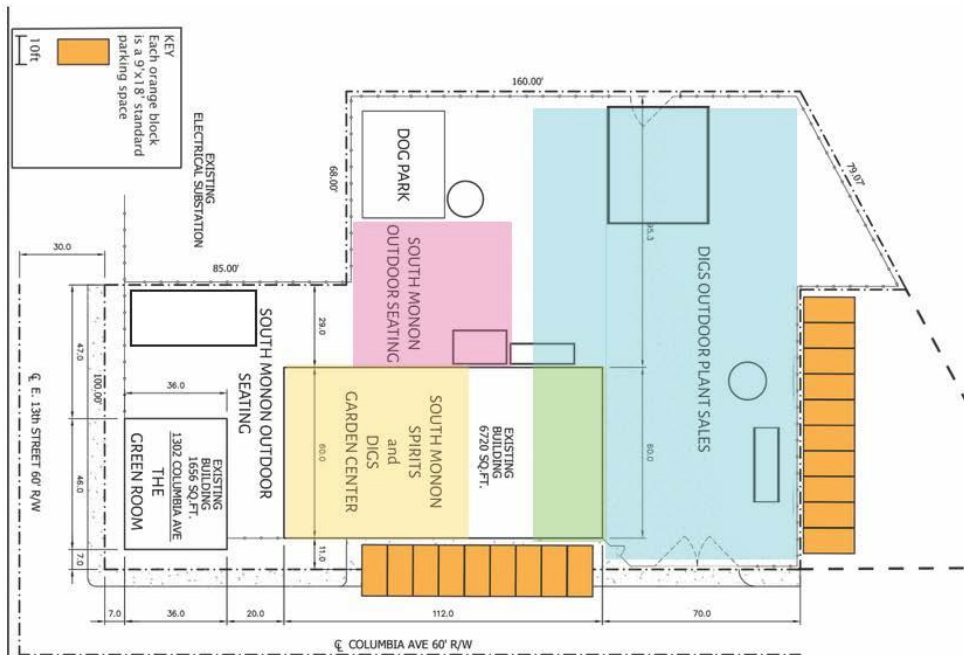 KEY
Each orange block
is a 9'x18' standard
parking space
10ft
EXISTING
ELECTRICAL SUBSTATION
160.00'
68.00'
79.07'
DOG PARK
95.3
30.0
85.00'
SOUTH MONON
OUTDOOR SEATING
DIGS OUTDOOR PLANT SALES
29.0
47.0
100.00'
36.0
SOUTH MONON OUTDOOR
SEATING
EXISTING
BUILDING
1656 SQ.FT.
1302 COLUMBIA AVE
THE
GREEN ROOM
SOUTH MONON
SPIRITS
and
DIGS
GARDEN CENTER
EXISTING
BUILDING
6720 SQ.FT.
60.0
60.0
46.0
7.0
11.0
℄ E. 13th STREET 60' R/W
7.0
36.0
20.0
112.0
70.0
℄ COLUMBIA AVE 60' R/W